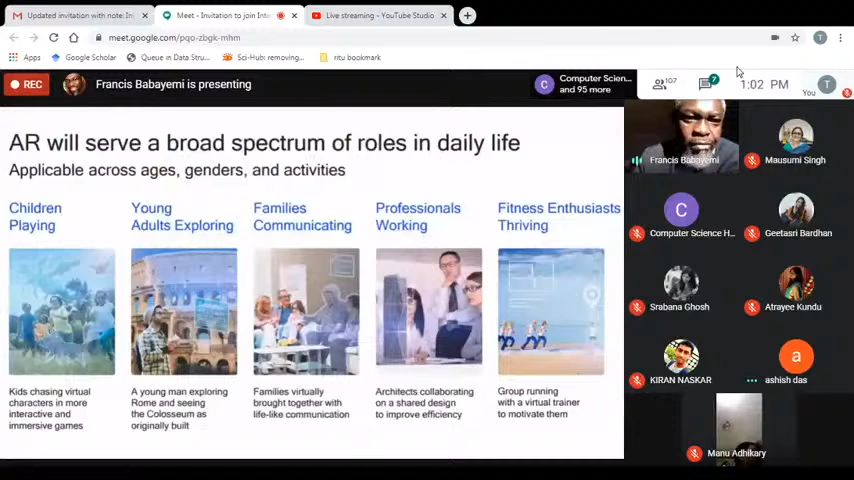 Updated invitation with note: In
Meet - Invitation to join Inte
Live streaming - YouTube Studio
meet.google.com/pqo-zbgk-mhm
Apps
Google Scholar
Queue in Data Stru...
Sci-Hub: removing...
ritu bookmark
REC
Francis Babayemi is presenting
C
Computer Scien...
and 95 more
107
7
1:02 PM
You
T
AR will serve a broad spectrum of roles in daily life
Applicable across ages, genders, and activities
Children
Playing
Young
Adults Exploring
Families
Communicating
Professionals
Working
Fitness Enthusiasts
Thriving
Kids chasing virtual
characters in more
interactive and
immersive games
A young man exploring
Rome and seeing
the Colosseum as
originally built
Families virtually
brought together with
life-like communication
Architects collaborating
on a shared design
to improve efficiency
Group running
with a virtual trainer
to motivate them
Francis Babayemi
Mausumi Singh
C
Computer Science H...
Geetasri Bardhan
Srabana Ghosh
Atrayee Kundu
KIRAN NASKAR
a
ashish das
Manu Adhikary